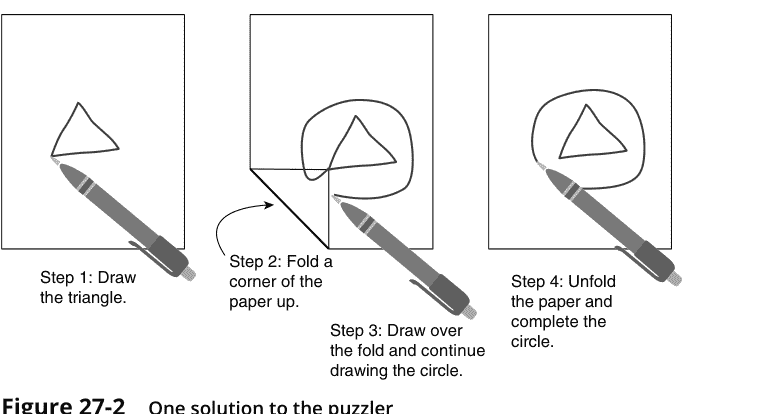 Step 1: Draw
the triangle.
Step 2: Fold a
corner of the
paper up.
Step 3: Draw over
the fold and continue
drawing the circle.
Step 4: Unfold
the paper and
complete the
circle.
Figure 27-2 One solution to the puzzler